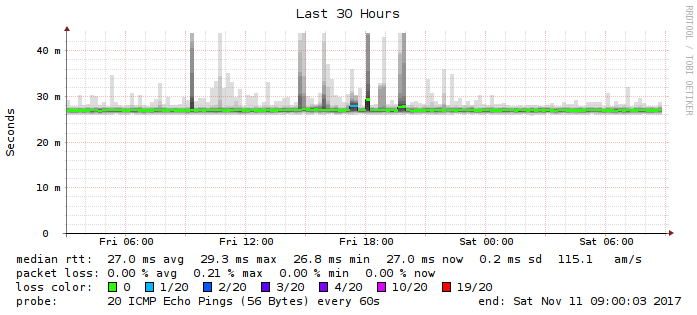 Last 30 Hours
RRDTOOL / TOBI OETIKER
Seconds
40 m
30 m
20 m
10 m
0
Fri 06:00 Fri 12:00 Fri 18:00 Sat 00:00 Sat 06:00
median rtt: 27.0 ms avg 29.3 ms max 26.8 ms min 27.0 ms now 0.2 ms sd 115.1 am/s
packet loss: 0.00 % avg 0.21 % max 0.00 % min 0.00 % now
loss color: 0 1/20 2/20 3/20 4/20 10/20 19/20
probe: 20 ICMP Echo Pings (56 Bytes) every 60s end: Sat Nov 11 09:00:03 2017